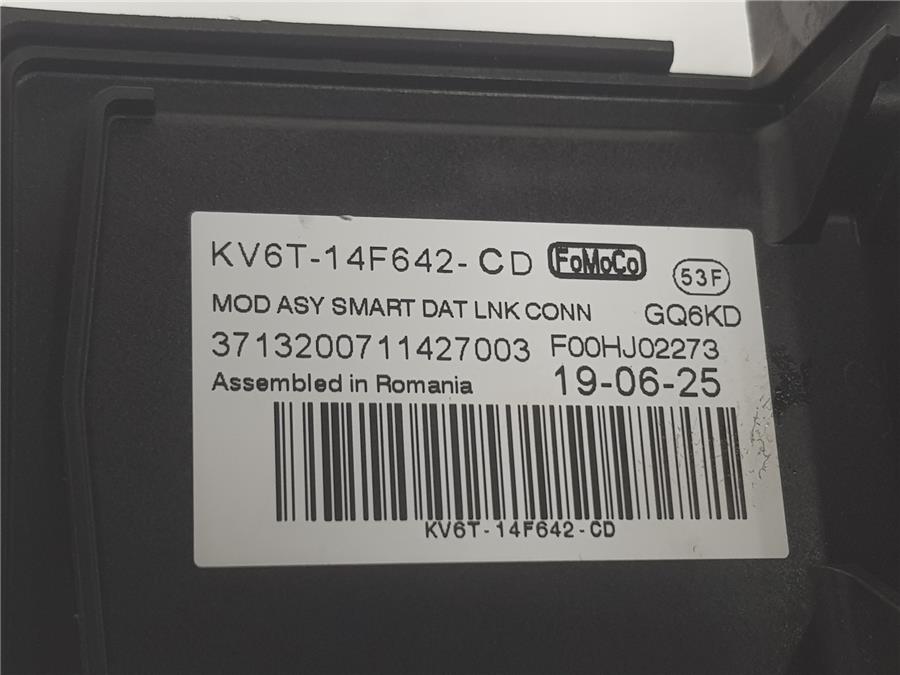 KV6T-14F642-CD FoMoCo
53F
MOD ASY SMART DAT LNK CONN GQ6KD
3713200711427003 F00HJ02273
Assembled in Romania 19-06-25
KV6T-14F642-CD